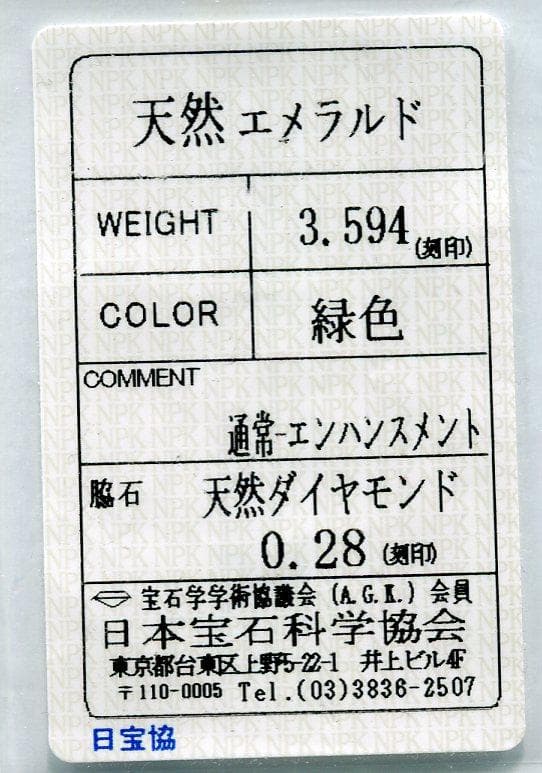 天然 エメラルド
WEIGHT 3.594 (刻印)
COLOR 緑色
COMMENT
通常-エンハンスメント
脇石 天然ダイヤモンド
0.28 (刻印)
宝石学学術協議会 (A.G.K.) 会員
日本宝石科学協会
東京都台東区上野5-22-1 井上ビル4F
〒110-0005 Tel.(03)3836-2507
日宝協